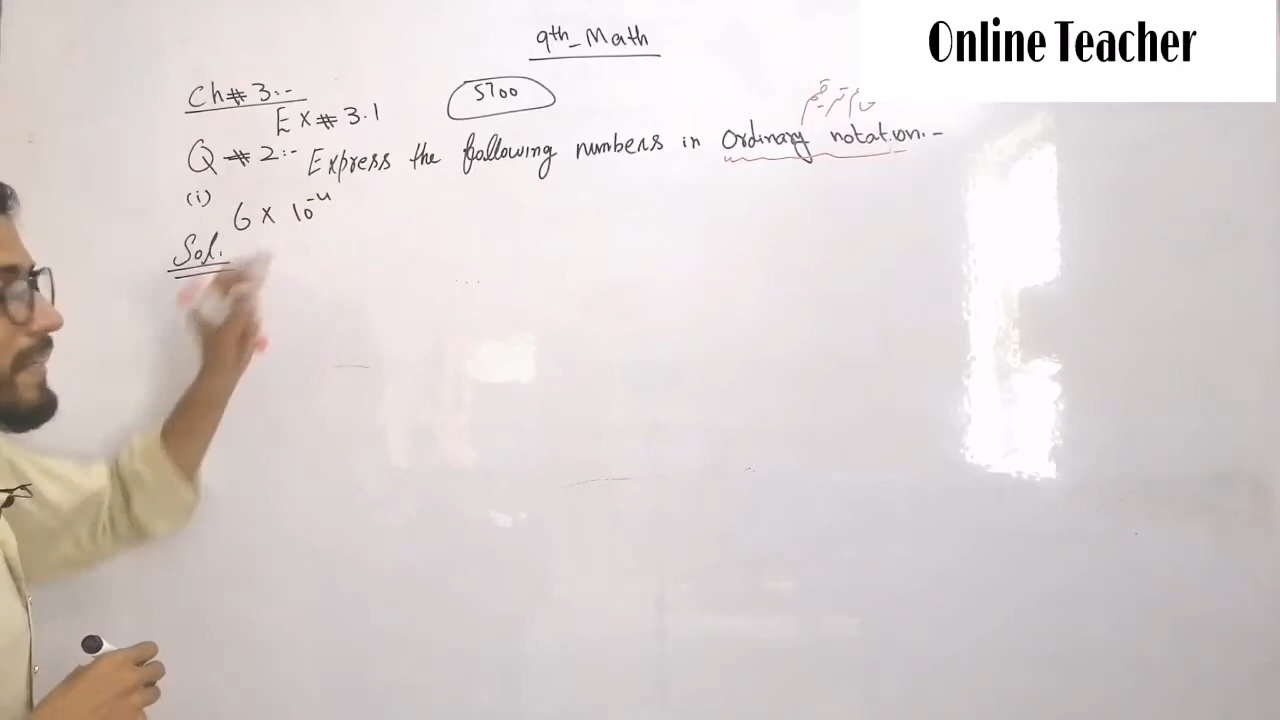 Online Teacher
9th_Math
Ch # 3:-
5700
Ex # 3.1
عام ترقیم
Q # 2:- Express the following numbers in ordinary notation:-
(i)
6 × 10⁻⁴
Sol.